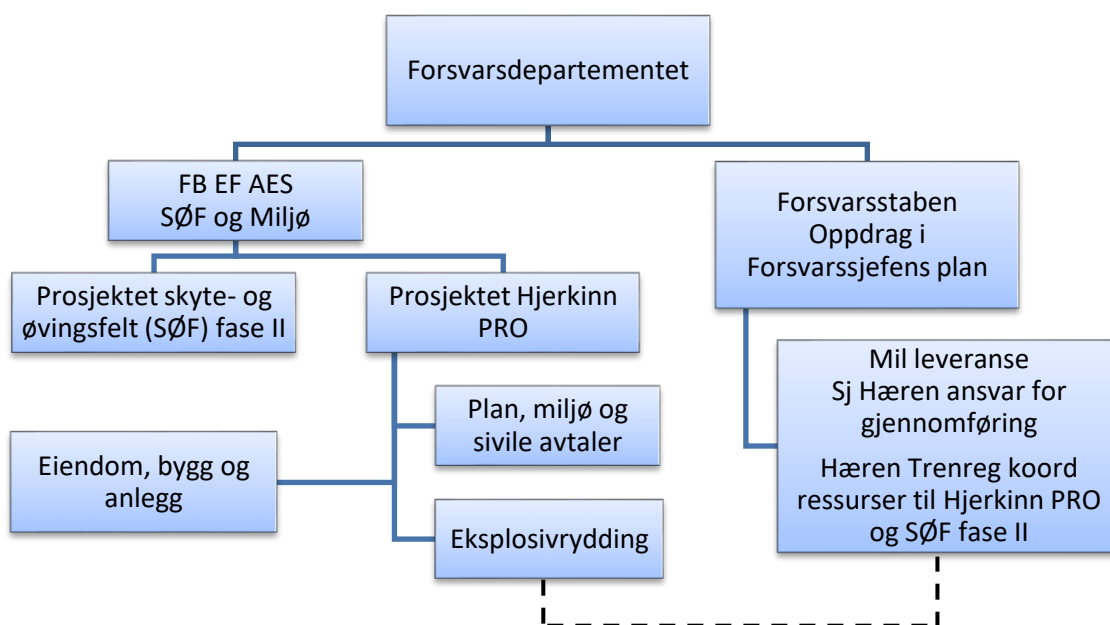 Forsvarsdepartementet
FB EF AES
SØF og Miljø
Forsvarsstaben
Oppdrag i
Forsvarssjefens plan
Prosjektet skyte- og
øvingsfelt (SØF) fase II
Prosjektet Hjerkinn
PRO
Plan, miljø og
sivile avtaler
Eiendom, bygg og
anlegg
Eksplosivrydding
Mil leveranse
Sj Hæren ansvar for
gjennomføring
Hæren Trenreg koord
ressurser til Hjerkinn PRO
og SØF fase II